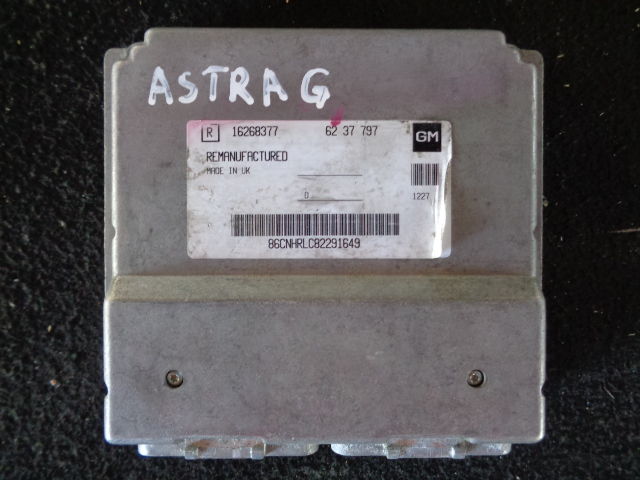 ASTRA G
R 16268377 62 37 797 GM
REMANUFACTURED
MADE IN UK
D
1227
86CNHRLC82291649